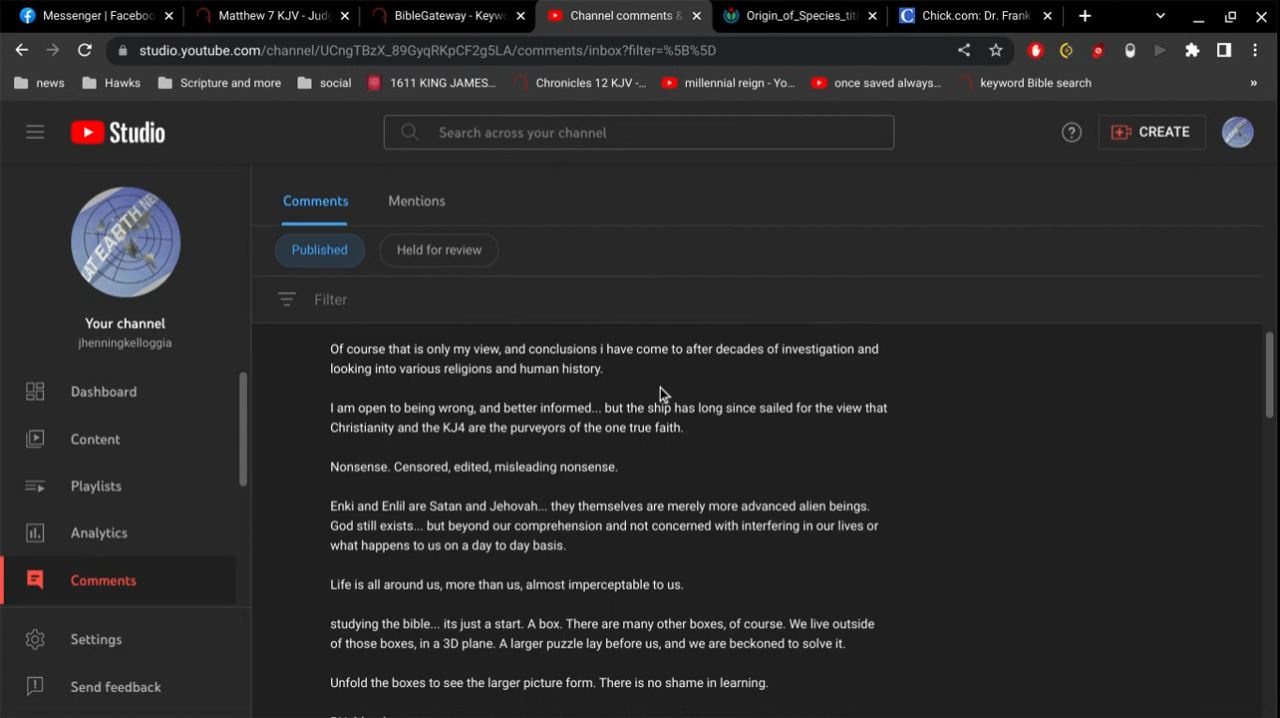 Messenger | Faceboo
Matthew 7 KJV - Judg
BibleGateway - Keywo
Channel comments &
Origin_of_Species_titl
Chick.com: Dr. Frank
studio.youtube.com/channel/UCngTBzX_89GyqRKpCF2g5LA/comments/inbox?filter=%5B%5D
news
Hawks
Scripture and more
social
1611 KING JAMES...
Chronicles 12 KJV -...
millennial reign - Yo...
once saved always...
keyword Bible search
»
Studio
Search across your channel
CREATE
Your channel
jhenningkelloggia
Dashboard
Content
Playlists
Analytics
Comments
Settings
Send feedback
Comments
Mentions
Published
Held for review
Filter
Of course that is only my view, and conclusions i have come to after decades of investigation and
looking into various religions and human history.
I am open to being wrong, and better informed... but the ship has long since sailed for the view that
Christianity and the KJ4 are the purveyors of the one true faith.
Nonsense. Censored, edited, misleading nonsense.
Enki and Enlil are Satan and Jehovah... they themselves are merely more advanced alien beings.
God still exists... but beyond our comprehension and not concerned with interfering in our lives or
what happens to us on a day to day basis.
Life is all around us, more than us, almost imperceptable to us.
studying the bible... its just a start. A box. There are many other boxes, of course. We live outside
of those boxes, in a 3D plane. A larger puzzle lay before us, and we are beckoned to solve it.
Unfold the boxes to see the larger picture form. There is no shame in learning.